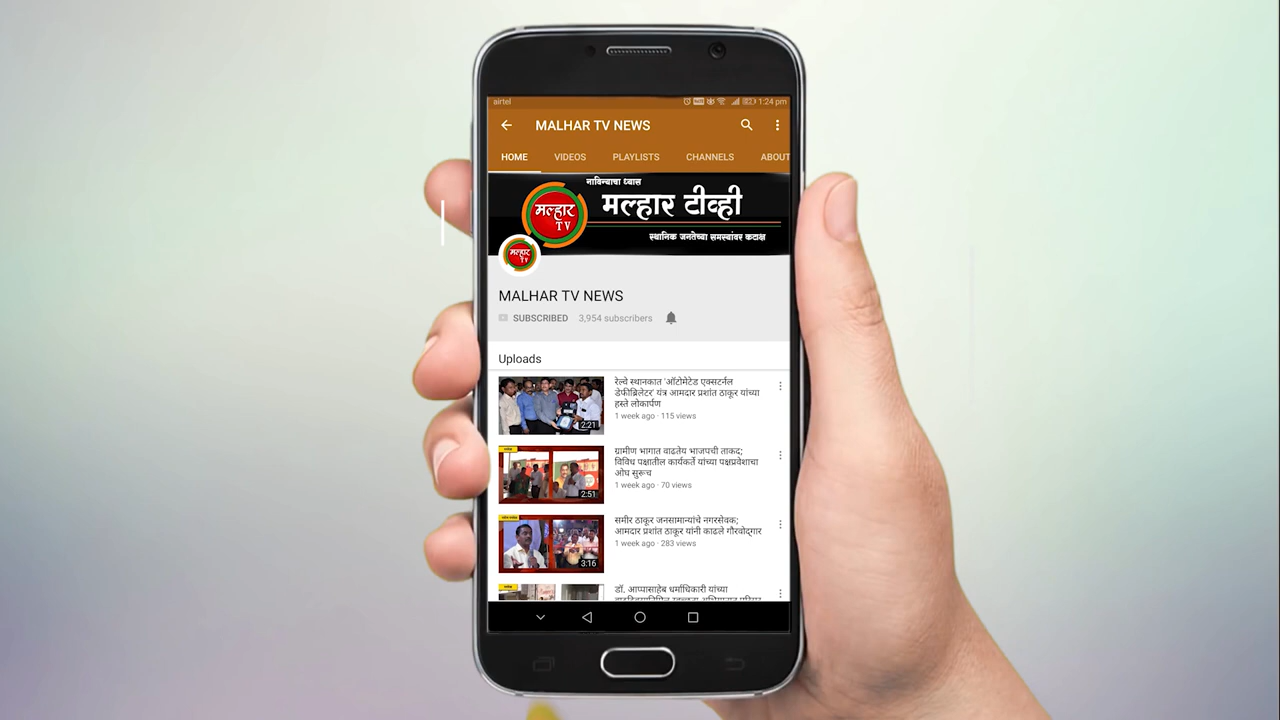 airtel 1:24 pm
MALHAR TV NEWS
HOME VIDEOS PLAYLISTS CHANNELS ABOUT
नाविन्याचा ध्यास
मल्हार TV
मल्हार टीव्ही
स्थानिक जनतेच्या समस्यांवर कटाक्ष
मल्हार TV
MALHAR TV NEWS
SUBSCRIBED 3,954 subscribers
Uploads
रेल्वे स्थानकात 'ऑटोमेटेड एक्सटर्नल
डेफीब्रिलेटर' यंत्र आमदार प्रशांत ठाकूर यांच्या
हस्ते लोकार्पण
1 week ago · 115 views
2:21
ग्रामीण भागात वाढतेय भाजपची ताकद;
विविध पक्षातील कार्यकर्ते यांच्या पक्षप्रवेशाचा
ओघ सुरूच
1 week ago · 70 views
2:51
समीर ठाकूर जनसामान्यांचे नगरसेवक;
आमदार प्रशांत ठाकूर यांनी काढले गौरवोद्गार
1 week ago · 283 views
3:16
डॉ. आप्पासाहेब धर्माधिकारी यांच्या